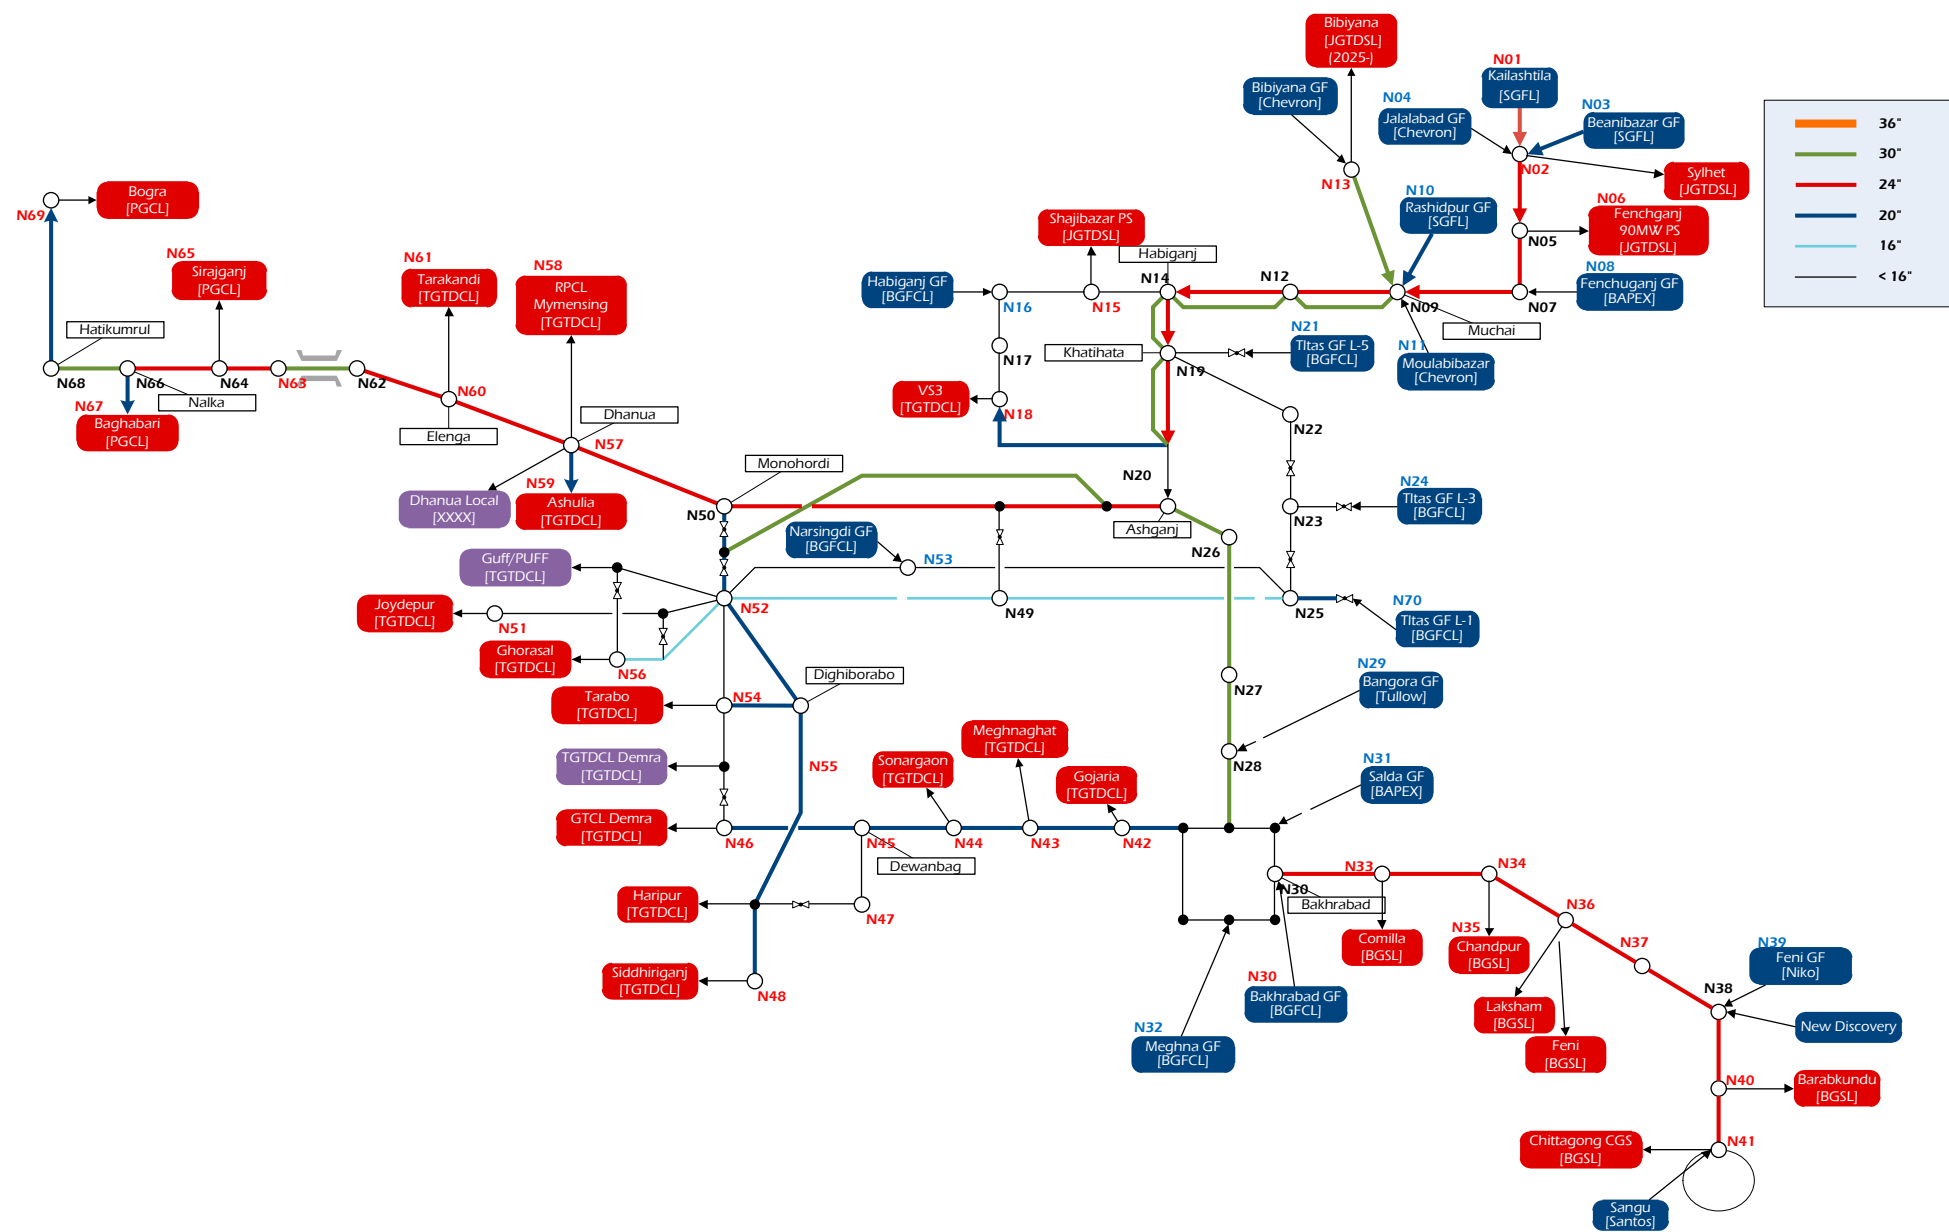 Bibiyana
[JGTDSL]
(2025-)
N01
Kailashtila
[SGFL]
Bibiyana GF
[Chevron]
N04
Jalalabad GF
[Chevron]
N03
Beanibazar GF
[SGFL]
36"
30"
24"
20"
16"
< 16"
N13
N02
Sylhet
[JGTDSL]
N10
Rashidpur GF
[SGFL]
N06
Fenchganj
90MW PS
[JGTDSL]
N05
Bogra
[PGCL]
N69
Shajibazar PS
[JGTDSL]
Habiganj
N65
Sirajganj
[PGCL]
N61
Tarakandi
[TGTDCL]
N58
RPCL
Mymensing
[TGTDCL]
Habiganj GF
[BGFCL]
N14
N12
N08
Fenchuganj GF
[BAPEX]
N16
N15
N09
N07
Muchai
Hatikumrul
Khatihata
N17
N21
TItas GF L-5
[BGFCL]
N11
Moulabibazar
[Chevron]
N19
N68
N66
N64
N63
N62
N60
Nalka
N67
Baghabari
[PGCL]
VS3
[TGTDCL]
N18
Dhanua
N22
Elenga
N57
Monohordi
N20
N59
Dhanua Local
[XXXX]
Ashulia
[TGTDCL]
N24
TItas GF L-3
[BGFCL]
N50
N23
Ashganj
Narsingdi GF
[BGFCL]
N26
Guff/PUFF
[TGTDCL]
N53
Joydepur
[TGTDCL]
N52
N49
N25
N70
TItas GF L-1
[BGFCL]
N51
Ghorasal
[TGTDCL]
N56
Dighiborabo
N29
Bangora GF
[Tullow]
N27
Tarabo
[TGTDCL]
N54
TGTDCL Demra
[TGTDCL]
N55
Sonargaon
[TGTDCL]
Meghnaghat
[TGTDCL]
Gojaria
[TGTDCL]
N28
N31
Salda GF
[BAPEX]
GTCL Demra
[TGTDCL]
N46
N45
N44
N43
N42
Dewanbag
N33
N34
N30
Bakhrabad
Haripur
[TGTDCL]
N47
N36
N35
Comilla
[BGSL]
Chandpur
[BGSL]
N37
N39
Feni GF
[Niko]
Siddhiriganj
[TGTDCL]
N48
N30
Bakhrabad GF
[BGFCL]
Laksham
[BGSL]
N38
New Discovery
N32
Meghna GF
[BGFCL]
Feni
[BGSL]
N40
Barabkundu
[BGSL]
Chittagong CGS
[BGSL]
N41
Sangu
[Santos]